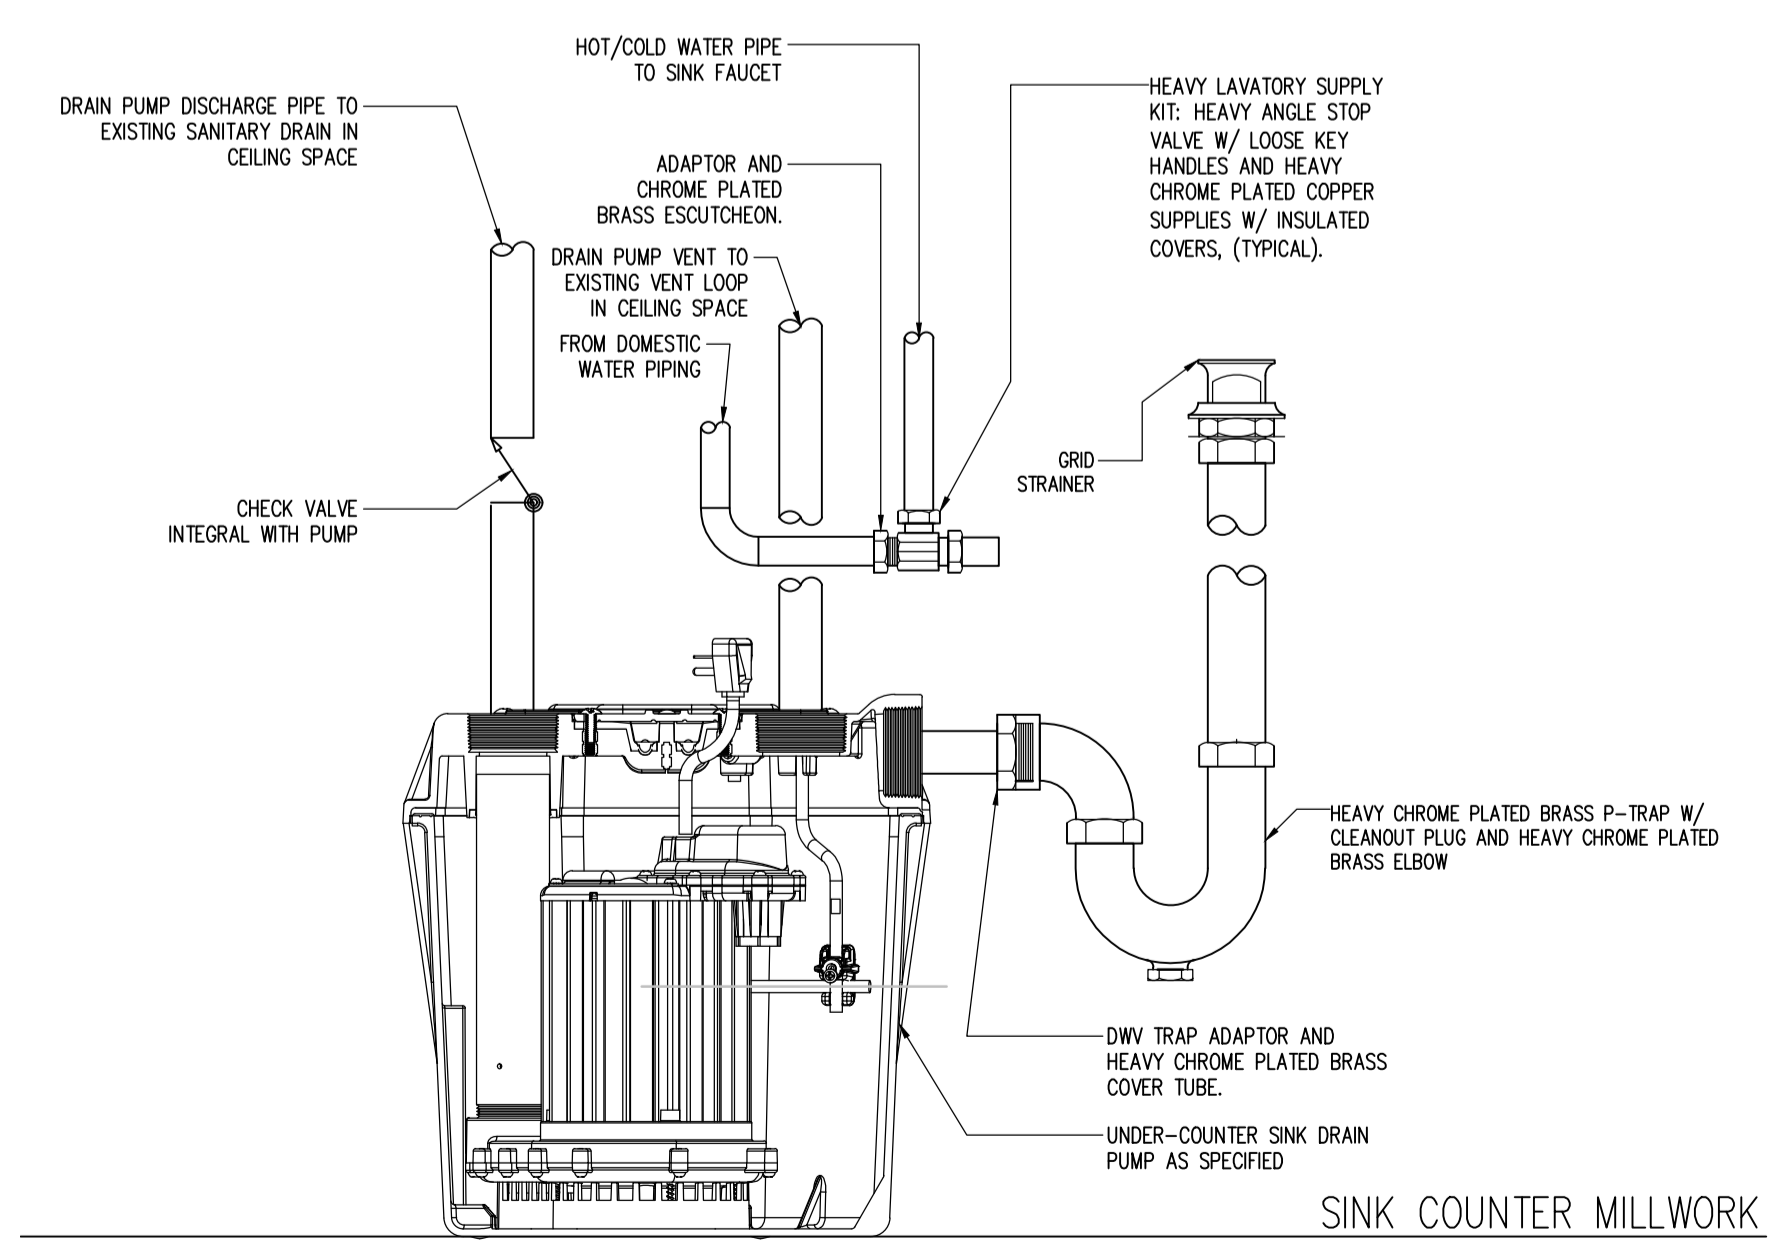 HOT/COLD WATER PIPE
TO SINK FAUCET
HEAVY LAVATORY SUPPLY
KIT: HEAVY ANGLE STOP
VALVE W/ LOOSE KEY
HANDLES AND HEAVY
CHROME PLATED COPPER
SUPPLIES W/ INSULATED
COVERS, (TYPICAL).
DRAIN PUMP DISCHARGE PIPE TO
EXISTING SANITARY DRAIN IN
CEILING SPACE
ADAPTOR AND
CHROME PLATED
BRASS ESCUTCHEON.
DRAIN PUMP VENT TO
EXISTING VENT LOOP
IN CEILING SPACE
FROM DOMESTIC
WATER PIPING
GRID
STRAINER
CHECK VALVE
INTEGRAL WITH PUMP
HEAVY CHROME PLATED BRASS P-TRAP W/
CLEANOUT PLUG AND HEAVY CHROME PLATED
BRASS ELBOW
DWV TRAP ADAPTOR AND
HEAVY CHROME PLATED BRASS
COVER TUBE.
UNDER-COUNTER SINK DRAIN
PUMP AS SPECIFIED
SINK COUNTER MILLWORK